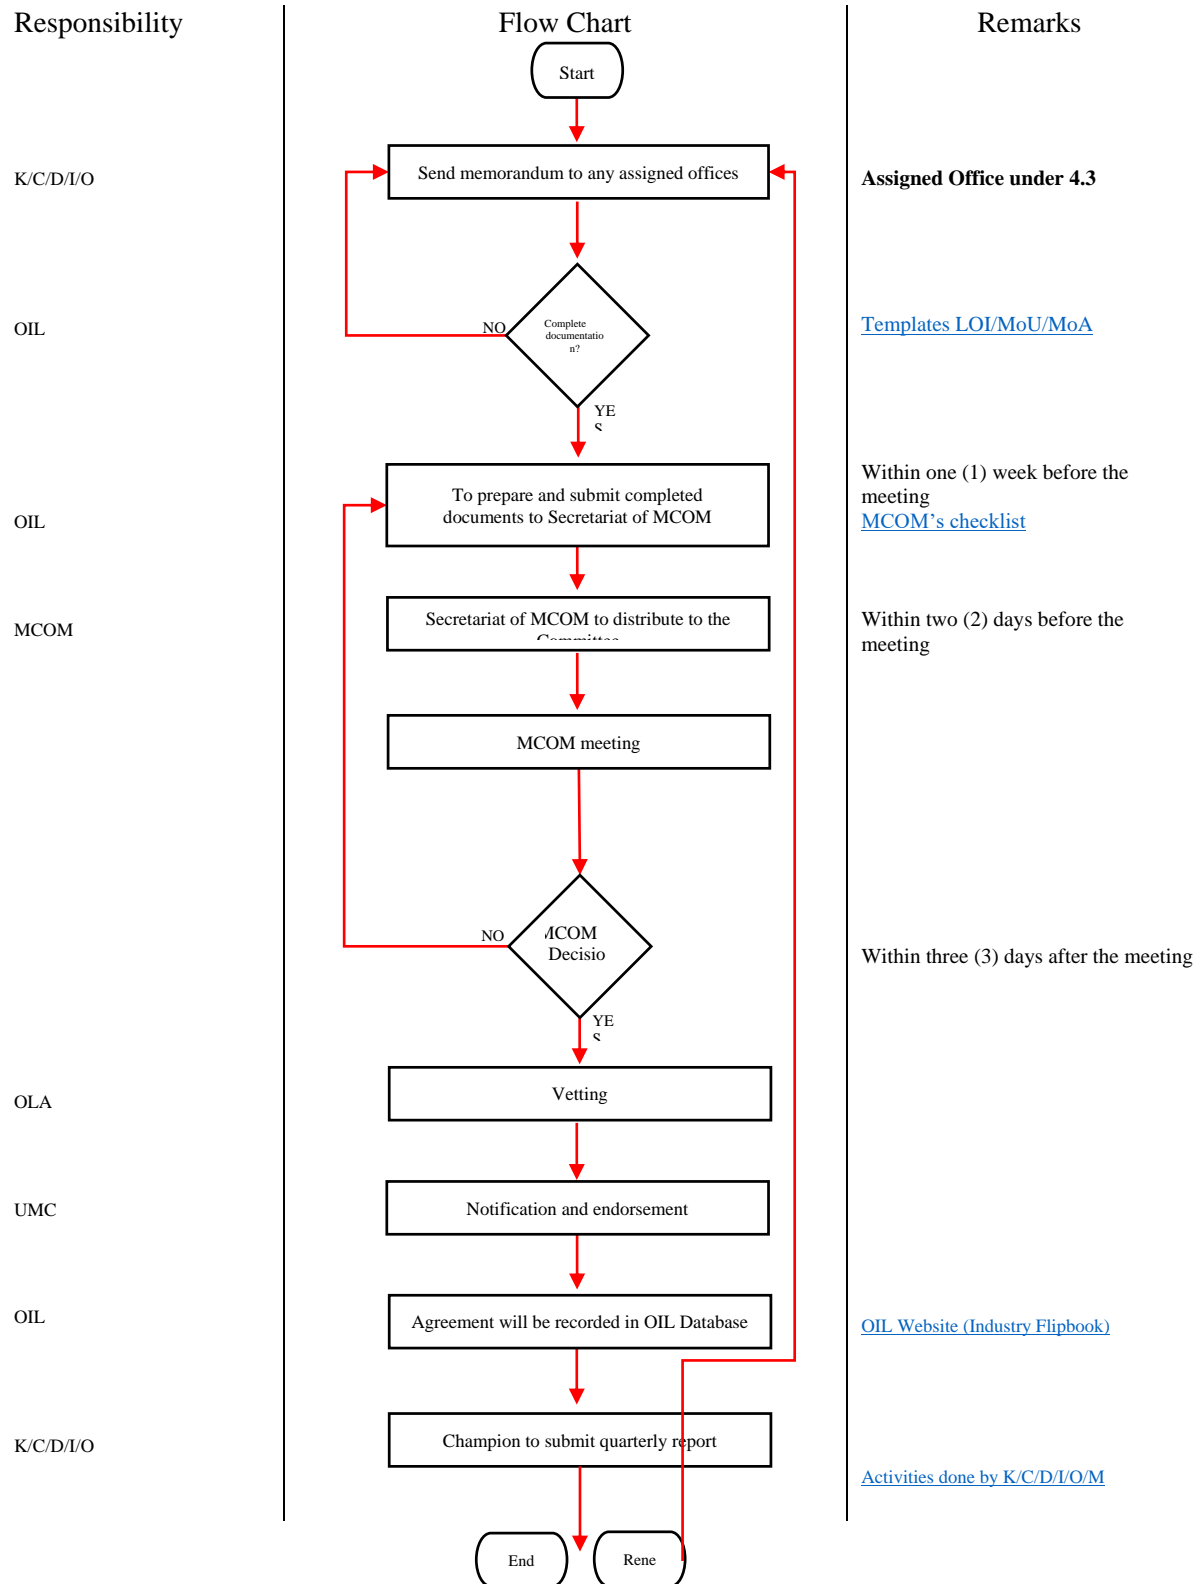 Responsibility
Flow Chart
Remarks
Start
K/C/D/I/O
Send memorandum to any assigned offices
Assigned Office under 4.3
OIL
NO
Complete
documentatio
n?
Templates LOI/MoU/MoA
YE
S
OIL
To prepare and submit completed
documents to Secretariat of MCOM
Within one (1) week before the
meeting
MCOM's checklist
MCOM
Secretariat of MCOM to distribute to the
Committee
Within two (2) days before the
meeting
MCOM meeting
NO
MCOM
Decisio
Within three (3) days after the meeting
YE
S
OLA
Vetting
UMC
Notification and endorsement
OIL
Agreement will be recorded in OIL Database
OIL Website (Industry Flipbook)
K/C/D/I/O
Champion to submit quarterly report
Activities done by K/C/D/I/O/M
End
Rene